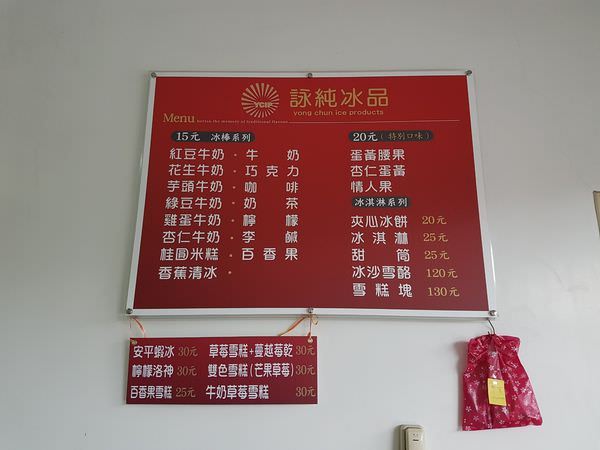 YCIP
詠純冰品
yong chun ice products
Menu
15元 冰棒系列
紅豆牛奶・牛奶
花生牛奶・巧克力
芋頭牛奶・咖啡
綠豆牛奶・奶茶
雞蛋牛奶・檸檬
杏仁牛奶・李鹹
桂圓米糕・百香果
香蕉清冰・
20元(特別口味)
蛋黃腰果
杏仁蛋黃
情人果
冰淇淋系列
夾心冰餅 20元
冰淇淋 25元
甜筒 25元
冰沙雪酪 120元
雪糕塊 130元
安平蝦冰 30元 草莓雪糕+蔓越莓乾 30元
檸檬洛神 30元 雙色雪糕(芒果草莓) 30元
百香果雪糕 25元 牛奶草莓雪糕 30元